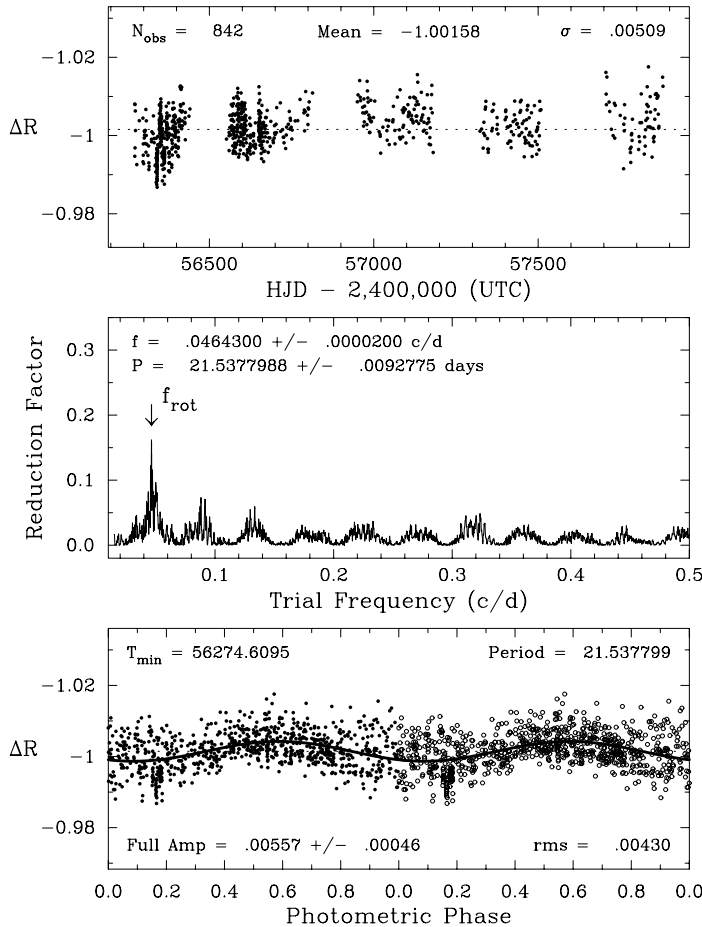 N_obs = 842 Mean = −1.00158 σ = .00509
−1.02
−1
−0.98
ΔR
56500 57000 57500
HJD − 2,400,000 (UTC)
f = .0464300 +/− .0000200 c/d
P = 21.5377988 +/− .0092775 days
f_rot
0.3
0.2
0.1
0.0
Reduction Factor
0.1 0.2 0.3 0.4 0.5
Trial Frequency (c/d)
T_min = 56274.6095 Period = 21.537799
−1.02
−1
−0.98
ΔR
Full Amp = .00557 +/− .00046 rms = .00430
0.0 0.2 0.4 0.6 0.8 0.0 0.2 0.4 0.6 0.8 0.0
Photometric Phase